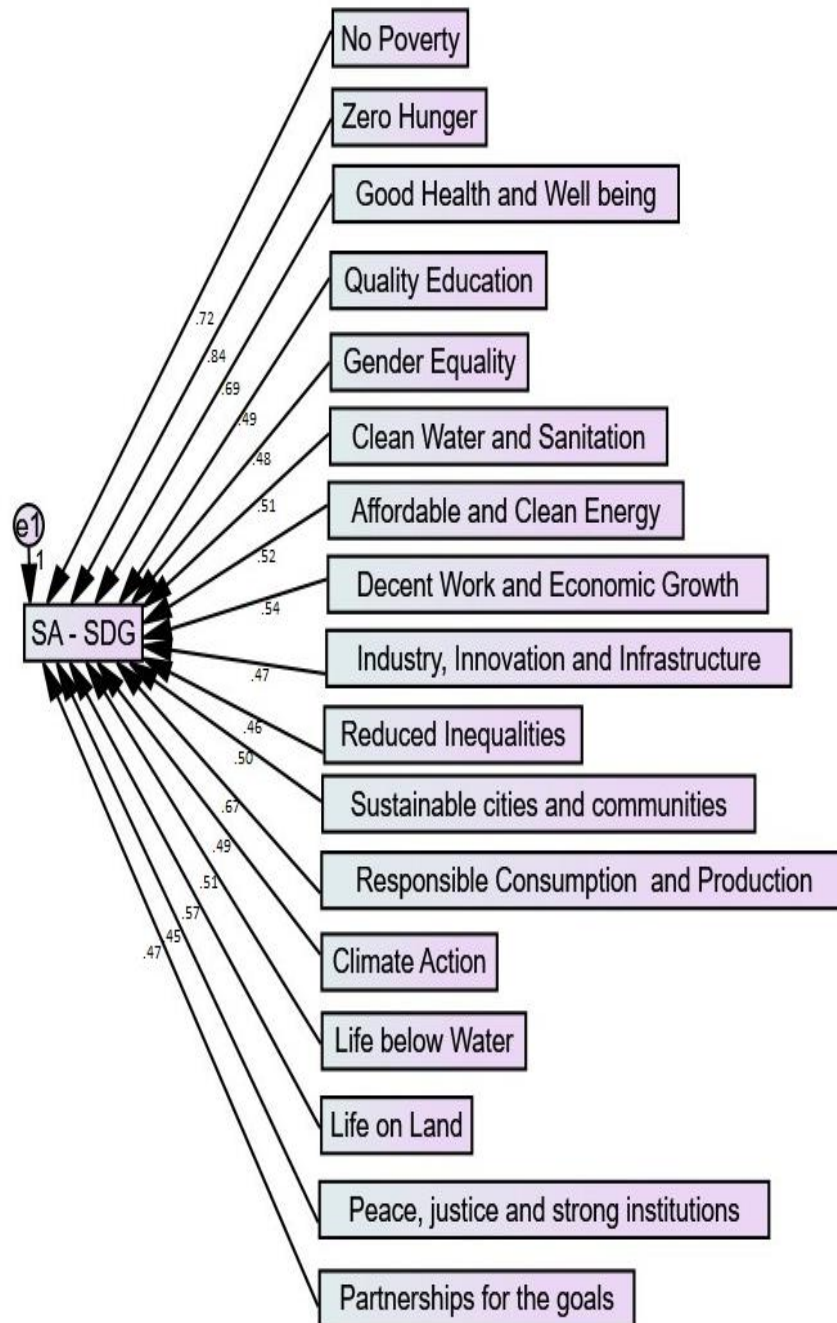 No Poverty
Zero Hunger
Good Health and Well being
Quality Education
.72
Gender Equality
.84
.69
.49
Clean Water and Sanitation
.48
Affordable and Clean Energy
.51
e1
.52
1
Decent Work and Economic Growth
.54
SA - SDG
Industry, Innovation and Infrastructure
.47
.46
Reduced Inequalities
.50
Sustainable cities and communities
.67
.49
Responsible Consumption and Production
.51
.57
.45
.47
Climate Action
Life below Water
Life on Land
Peace, justice and strong institutions
Partnerships for the goals